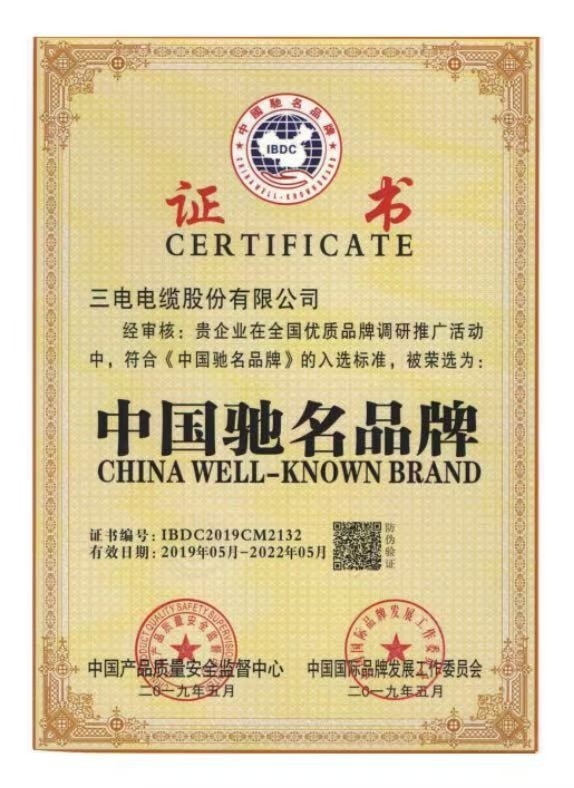 中國馳名品牌
IBDC
CHINA WELL-KNOWN BRAND
证书
CERTIFICATE
三电电缆股份有限公司
经审核：贵企业在全国优质品牌调研推广活动
中，符合《中国驰名品牌》的入选标准，被荣选为：
中国驰名品牌
CHINA WELL-KNOWN BRAND
证书编号：IBDC2019CM2132
有效日期：2019年05月-2022年05月
防伪验证
中国产品质量安全监督中心
中国国际品牌发展工作委员会
二〇一九年五月
二〇一九年五月